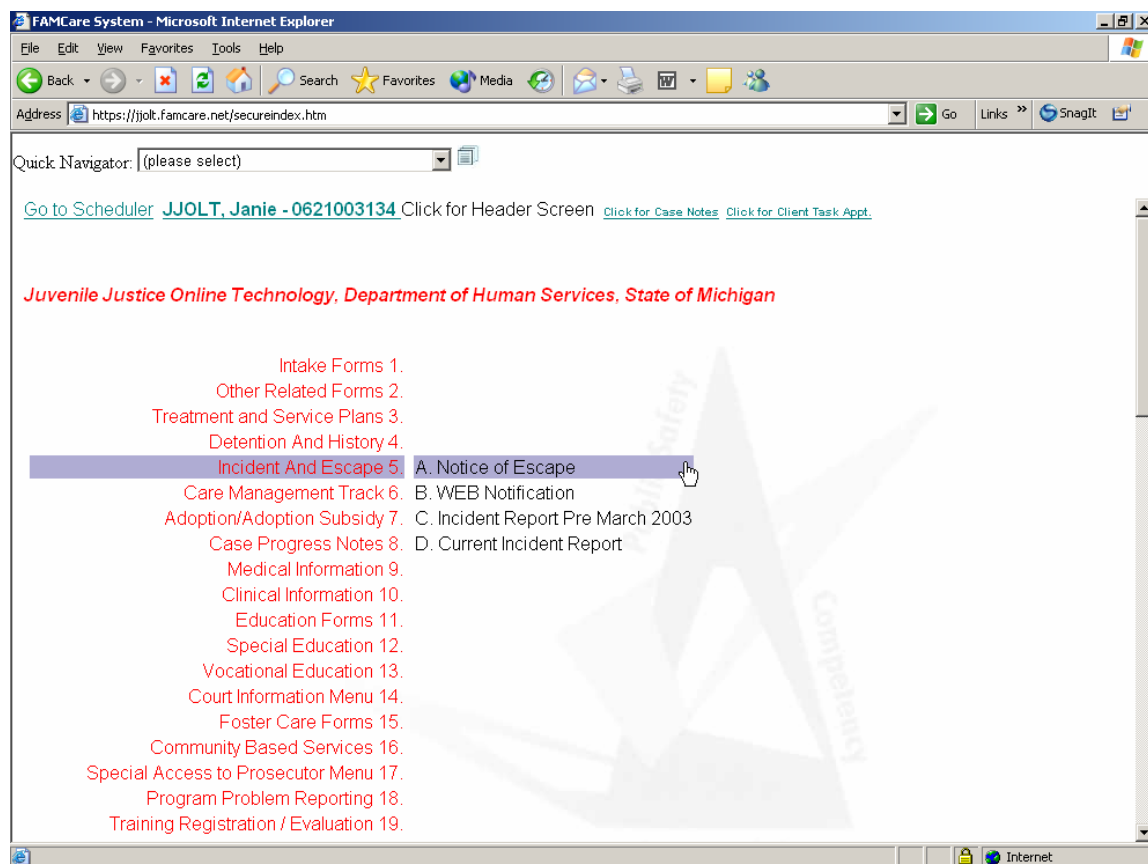 FAMCare System - Microsoft Internet Explorer
File Edit View Favorites Tools Help
Back Search Favorites Media
Address https://jjolt.famcare.net/secureindex.htm Go Links » SnagIt
Quick Navigator: (please select)
Go to Scheduler JJOLT, Janie - 0621003134 Click for Header Screen Click for Case Notes Click for Client Task Appt.
Juvenile Justice Online Technology, Department of Human Services, State of Michigan
Intake Forms 1.
Other Related Forms 2.
Treatment and Service Plans 3.
Detention And History 4.
Incident And Escape 5. A. Notice of Escape
Care Management Track 6. B. WEB Notification
Adoption/Adoption Subsidy 7. C. Incident Report Pre March 2003
Case Progress Notes 8. D. Current Incident Report
Medical Information 9.
Clinical Information 10.
Education Forms 11.
Special Education 12.
Vocational Education 13.
Court Information Menu 14.
Foster Care Forms 15.
Community Based Services 16.
Special Access to Prosecutor Menu 17.
Program Problem Reporting 18.
Training Registration / Evaluation 19.
Public Safety
Competency
Internet